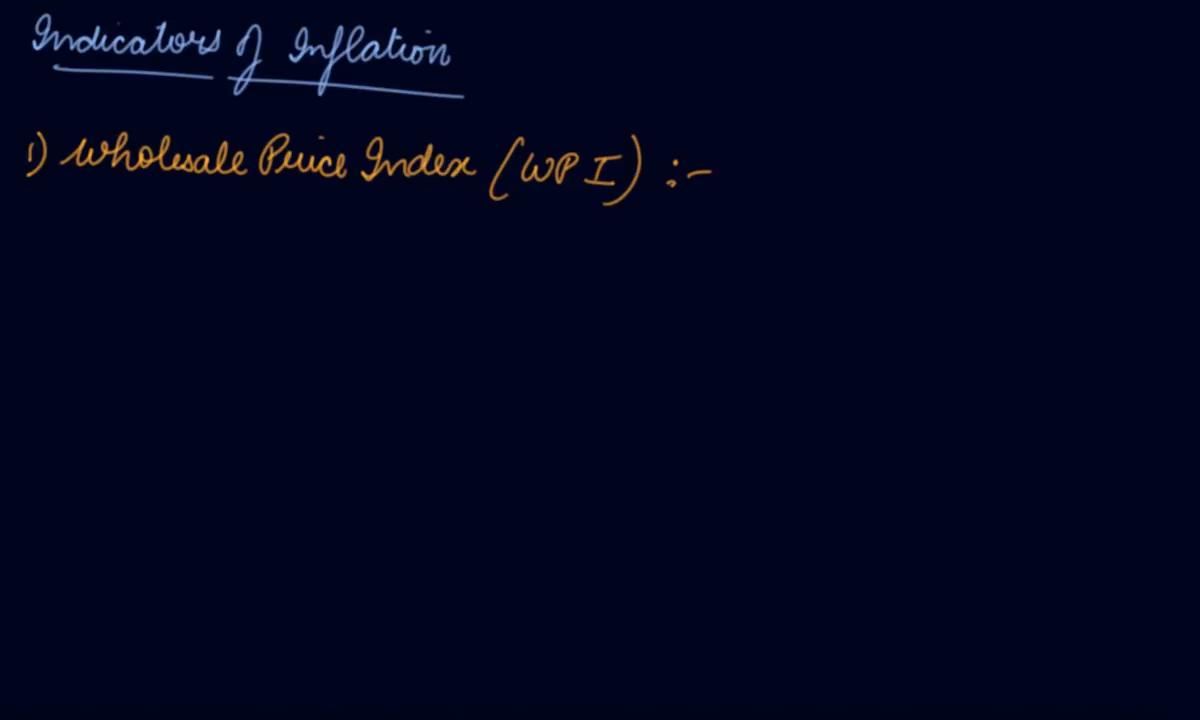 Indicators of Inflation
1) Wholesale Price Index (WPI) :-